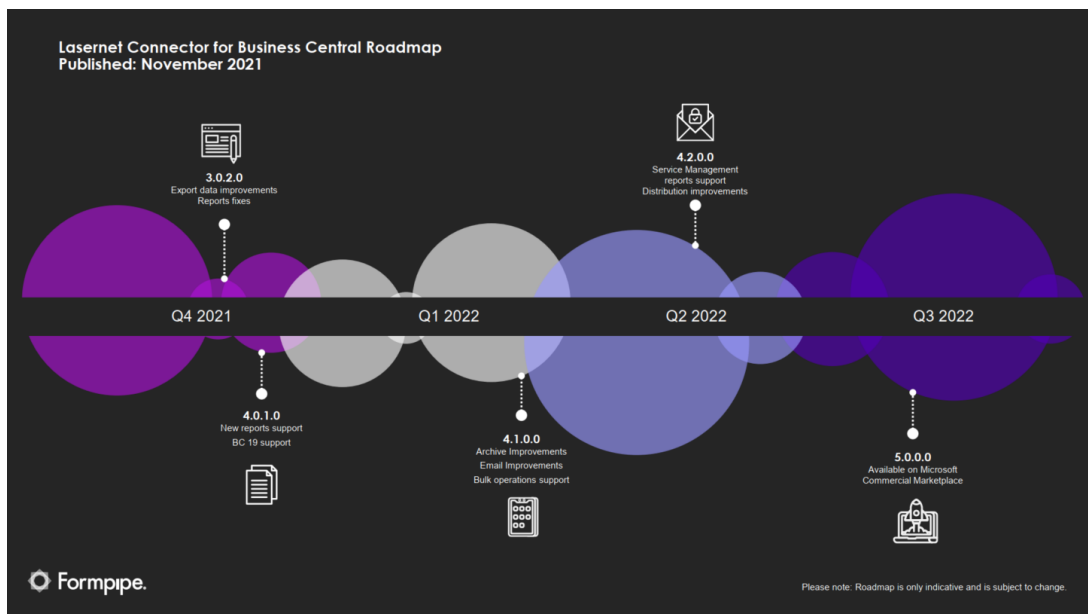 Lasernet Connector for Business Central Roadmap
Published: November 2021
3.0.2.0
Export data improvements
Reports fixes
4.2.0.0
Service Management
reports support
Distribution improvements
Q4 2021
Q1 2022
Q2 2022
Q3 2022
4.0.1.0
New reports support
BC 19 support
4.1.0.0
Archive Improvements
Email Improvements
Bulk operations support
5.0.0.0
Available on Microsoft
Commercial Marketplace
Formpipe.
Please note: Roadmap is only indicative and is subject to change.